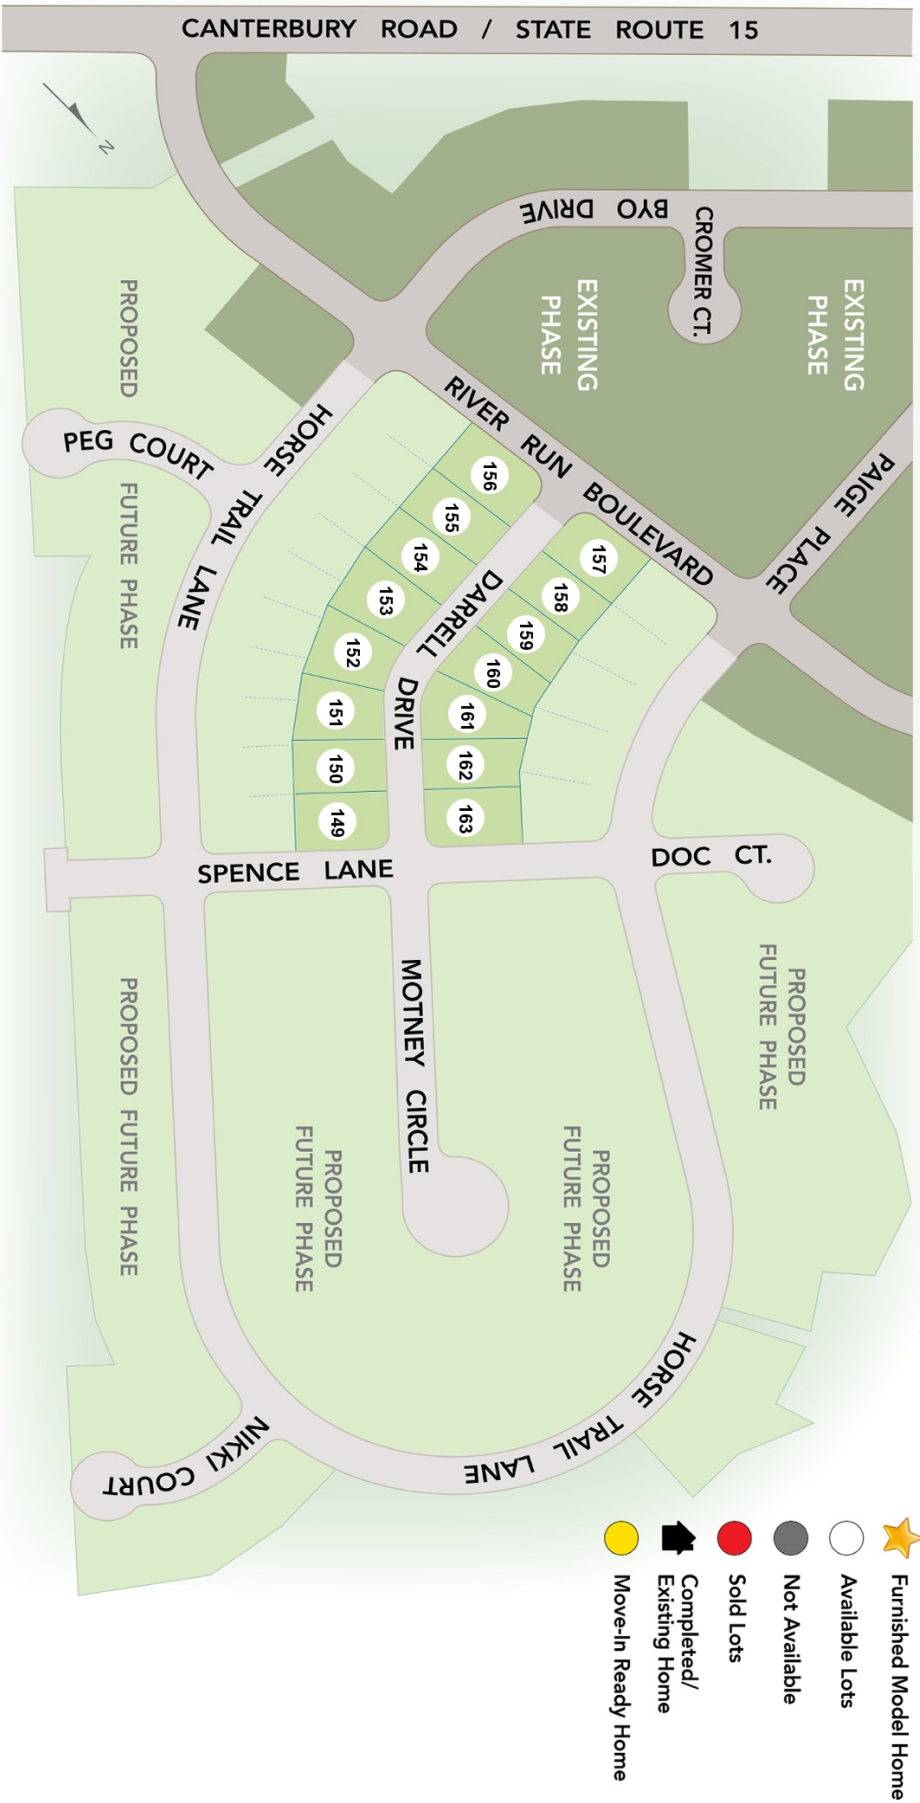 CANTERBURY ROAD / STATE ROUTE 15
N
BYO DRIVE
CROMER CT.
EXISTING
PHASE
EXISTING
PHASE
PROPOSED FUTURE PHASE
PEG COURT
HORSE TRAIL LANE
RIVER RUN BOULEVARD
PAIGE PLACE
156
155
154
153
152
151
150
149
157
158
159
160
161
162
163
DARRELL DRIVE
SPENCE LANE
DOC CT.
MOTNEY CIRCLE
PROPOSED
FUTURE PHASE
PROPOSED FUTURE PHASE
PROPOSED
FUTURE PHASE
PROPOSED
FUTURE PHASE
HORSE TRAIL LANE
NIKKI COURT
Furnished Model Home
Available Lots
Not Available
Sold Lots
Completed/
Existing Home
Move-In Ready Home